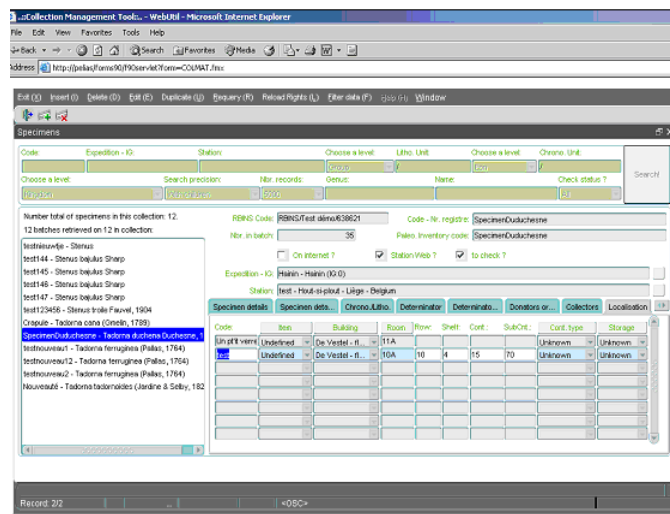 ..:Collection Management Tool:.. - WebUtil - Microsoft Internet Explorer
File Edit View Favorites Tools Help
Back Search Favorites Media
Address http://pelias/forms90/f90servlet?form=COLMAT.fmx
Exit (X) Insert (I) Delete (D) Edit (E) Duplicate (U) Requery (R) Reload Rights (L) Filter data (F) Help (H) Window
Specimens
Code: Expedition - IG: Station: Choose a level: Litho. Unit: Choose a level: Chrono. Unit:
Group / Eon /
Choose a level: Search precision: Nbr. records: Genus: Name: Check status ? Search!
Kingdom 5000 All
Number total of specimens in this collection: 12.
12 batches retrieved on 12 in collection:
testnieuwtje - Stenus
test144 - Stenus bajulus Sharp
test145 - Stenus bajulus Sharp
test146 - Stenus bajulus Sharp
test147 - Stenus bajulus Sharp
test123456 - Stenus troile Fauvel, 1904
Crapule - Tadorna cana (Gmelin, 1789)
SpecimenDuduchesne - Tadorna duchena Duchesne, 1
testnouveau1 - Tadorna ferruginea (Pallas, 1764)
testnouveau12 - Tadorna ferruginea (Pallas, 1764)
testnouveau2 - Tadorna ferruginea (Pallas, 1764)
Nouveauté - Tadorna tadornoides (Jardine & Selby, 182
RBINS Code: RBINS/Test démo/638621 Code - Nr. registre: SpecimenDuduchesne
Nbr. in batch: 35 Paleo. Inventory code: SpecimenDuduchesne
On internet ? Station Web ? to check ?
Expedition - IG: Hainin - Hainin (IG:0)
Station: test - Hout-si-plout - Liège - Belgium
Specimen details Specimen deta... Chrono./Litho. Determinator Determinato... Donators or... Collectors Localisation
Code: Item Building Room Row: Shelf: Cont.: SubCnt.: Cont. type Storage
Un pt'it verre Undefined De Vestel - fl... 11A Unknown Unknown
test Undefined De Vestel - fl... 10A 10 4 15 70 Unknown Unknown
Record: 2/2 ... <OSC>